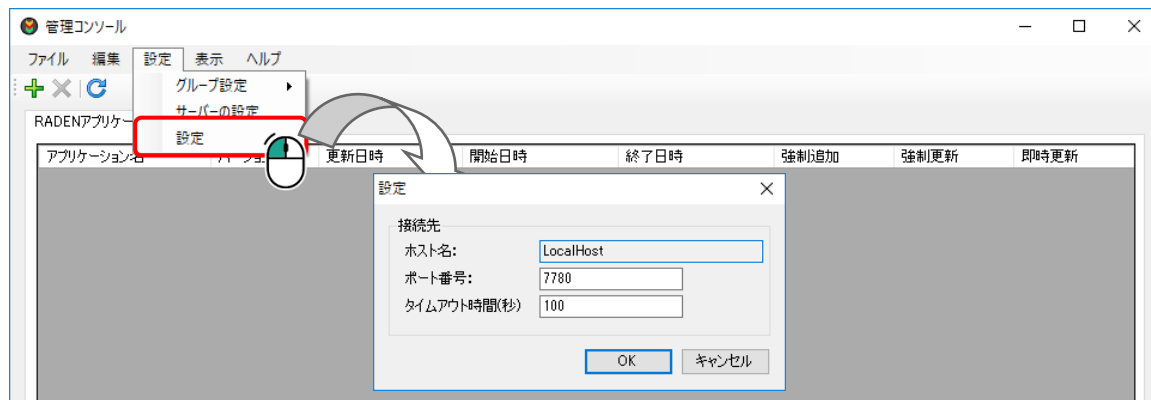 管理コンソール
ファイル 編集 設定 表示 ヘルプ
グループ設定
サーバーの設定
設定
RADENアプリケー
アプリケーション名 更新日時 開始日時 終了日時 強制追加 強制更新 即時更新
設定
接続先
ホスト名: LocalHost
ポート番号: 7780
タイムアウト時間(秒) 100
OK キャンセル